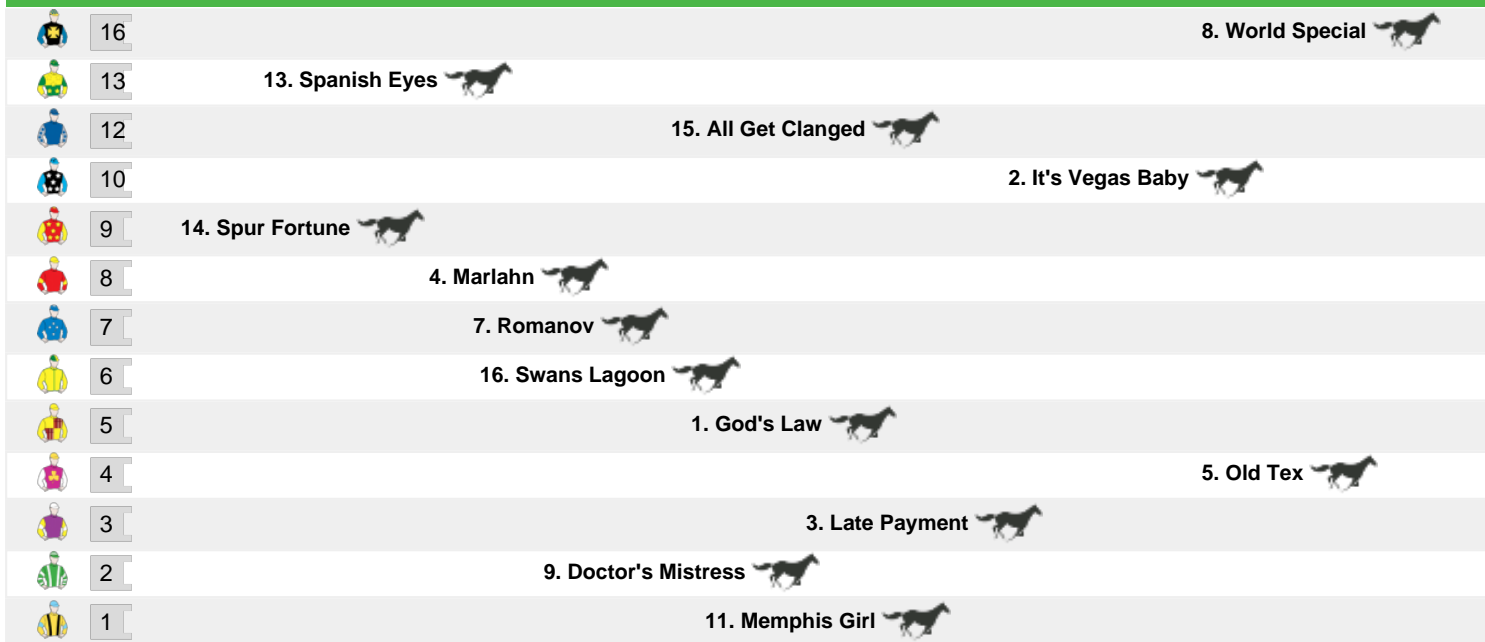 16 8. World Special
13 13. Spanish Eyes
12 15. All Get Clanged
10 2. It's Vegas Baby
9 14. Spur Fortune
8 4. Marlahn
7 7. Romanov
6 16. Swans Lagoon
5 1. God's Law
4 5. Old Tex
3 3. Late Payment
2 9. Doctor's Mistress
1 11. Memphis Girl